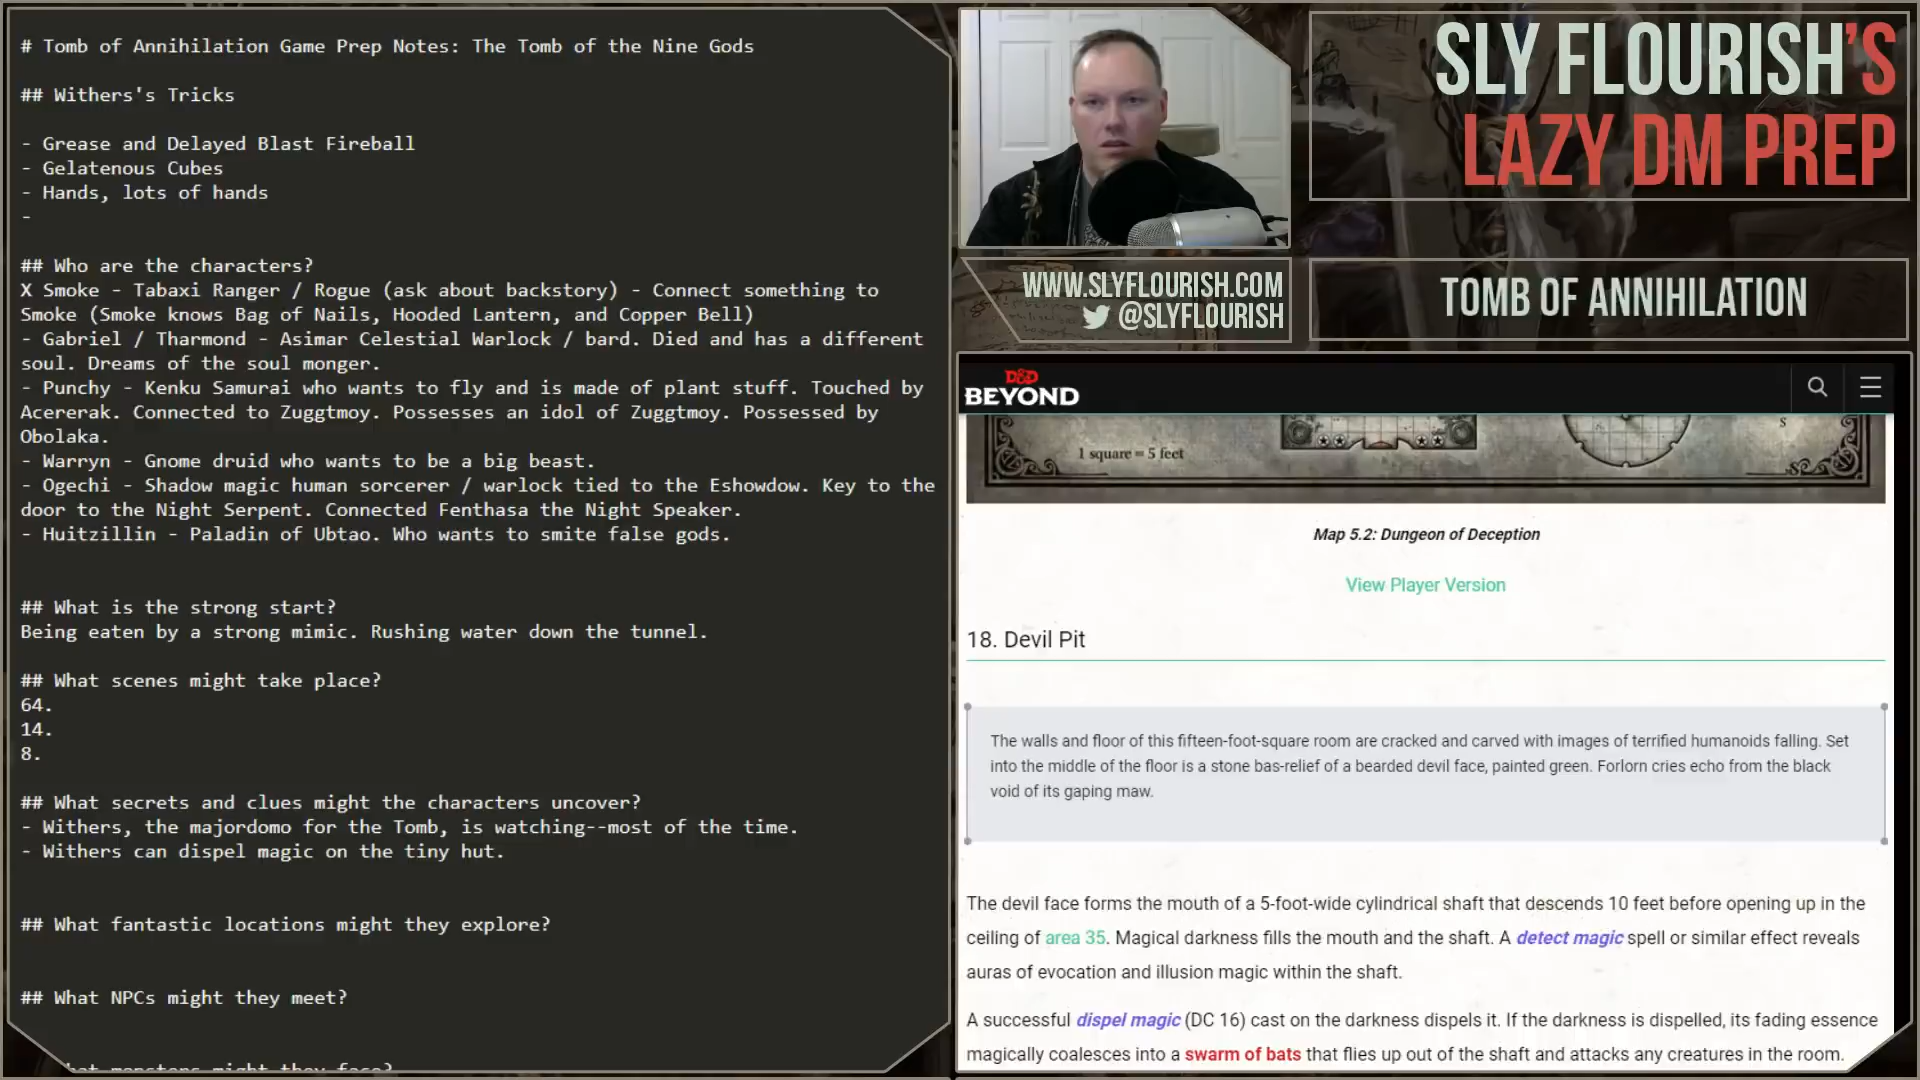 # Tomb of Annihilation Game Prep Notes: The Tomb of the Nine Gods
## Withers's Tricks
- Grease and Delayed Blast Fireball
- Gelatenous Cubes
- Hands, lots of hands
-
## Who are the characters?
X Smoke - Tabaxi Ranger / Rogue (ask about backstory) - Connect something to
Smoke (Smoke knows Bag of Nails, Hooded Lantern, and Copper Bell)
- Gabriel / Tharmond - Asimar Celestial Warlock / bard. Died and has a different
soul. Dreams of the soul monger.
- Punchy - Kenku Samurai who wants to fly and is made of plant stuff. Touched by
Acererak. Connected to Zuggtmoy. Possesses an idol of Zuggtmoy. Possessed by
Obolaka.
- Warryn - Gnome druid who wants to be a big beast.
- Ogechi - Shadow magic human sorcerer / warlock tied to the Eshowdow. Key to the
door to the Night Serpent. Connected Fenthasa the Night Speaker.
- Huitzillin - Paladin of Ubtao. Who wants to smite false gods.
## What is the strong start?
Being eaten by a strong mimic. Rushing water down the tunnel.
## What scenes might take place?
64.
14.
8.
## What secrets and clues might the characters uncover?
- Withers, the majordomo for the Tomb, is watching--most of the time.
- Withers can dispel magic on the tiny hut.
## What fantastic locations might they explore?
## What NPCs might they meet?
hat monsters might they face?
SLY FLOURISH'S
LAZY DM PREP
WWW.SLYFLOURISH.COM
@SLYFLOURISH
TOMB OF ANNIHILATION
D&D
BEYOND
1 square = 5 feet
S
Map 5.2: Dungeon of Deception
View Player Version
18. Devil Pit
The walls and floor of this fifteen-foot-square room are cracked and carved with images of terrified humanoids falling. Set
into the middle of the floor is a stone bas-relief of a bearded devil face, painted green. Forlorn cries echo from the black
void of its gaping maw.
The devil face forms the mouth of a 5-foot-wide cylindrical shaft that descends 10 feet before opening up in the
ceiling of area 35. Magical darkness fills the mouth and the shaft. A detect magic spell or similar effect reveals
auras of evocation and illusion magic within the shaft.
A successful dispel magic (DC 16) cast on the darkness dispels it. If the darkness is dispelled, its fading essence
magically coalesces into a swarm of bats that flies up out of the shaft and attacks any creatures in the room.